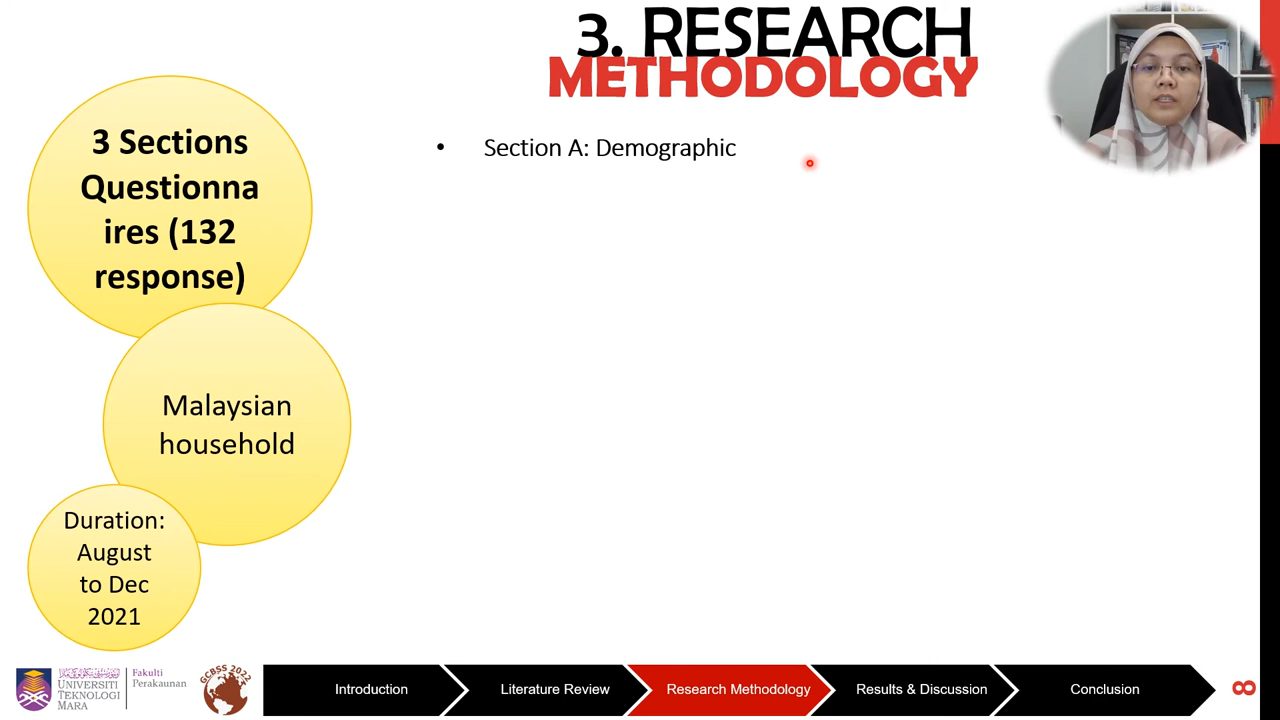 3. RESEARCH
METHODOLOGY
3 Sections
Questionna
ires (132
response)
• Section A: Demographic
Malaysian
household
Duration:
August
to Dec
2021
UNIVERSITI
TEKNOLOGI
MARA
Fakulti
Perakaunan
GCBSS 2022
Introduction
Literature Review
Research Methodology
Results & Discussion
Conclusion
8